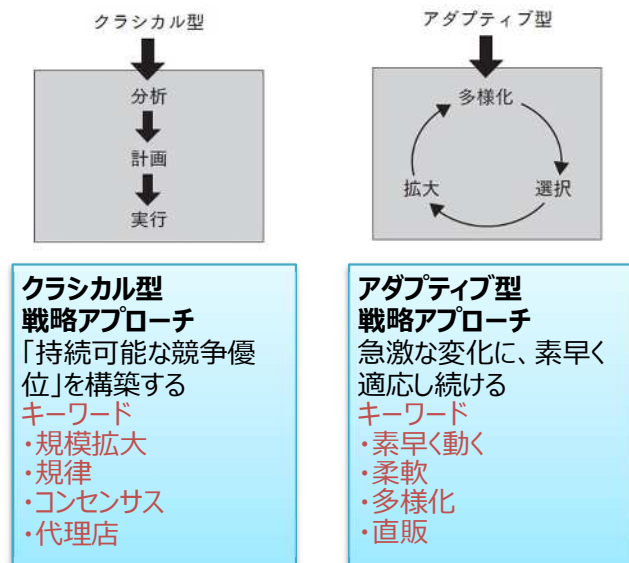 クラシカル型
分析
計画
実行
クラシカル型
戦略アプローチ
「持続可能な競争優
位」を構築する
キーワード
・規模拡大
・規律
・コンセンサス
・代理店
アダプティブ型
多様化
拡大
選択
アダプティブ型
戦略アプローチ
急激な変化に、素早く
適応し続ける
キーワード
・素早く動く
・柔軟
・多様化
・直販